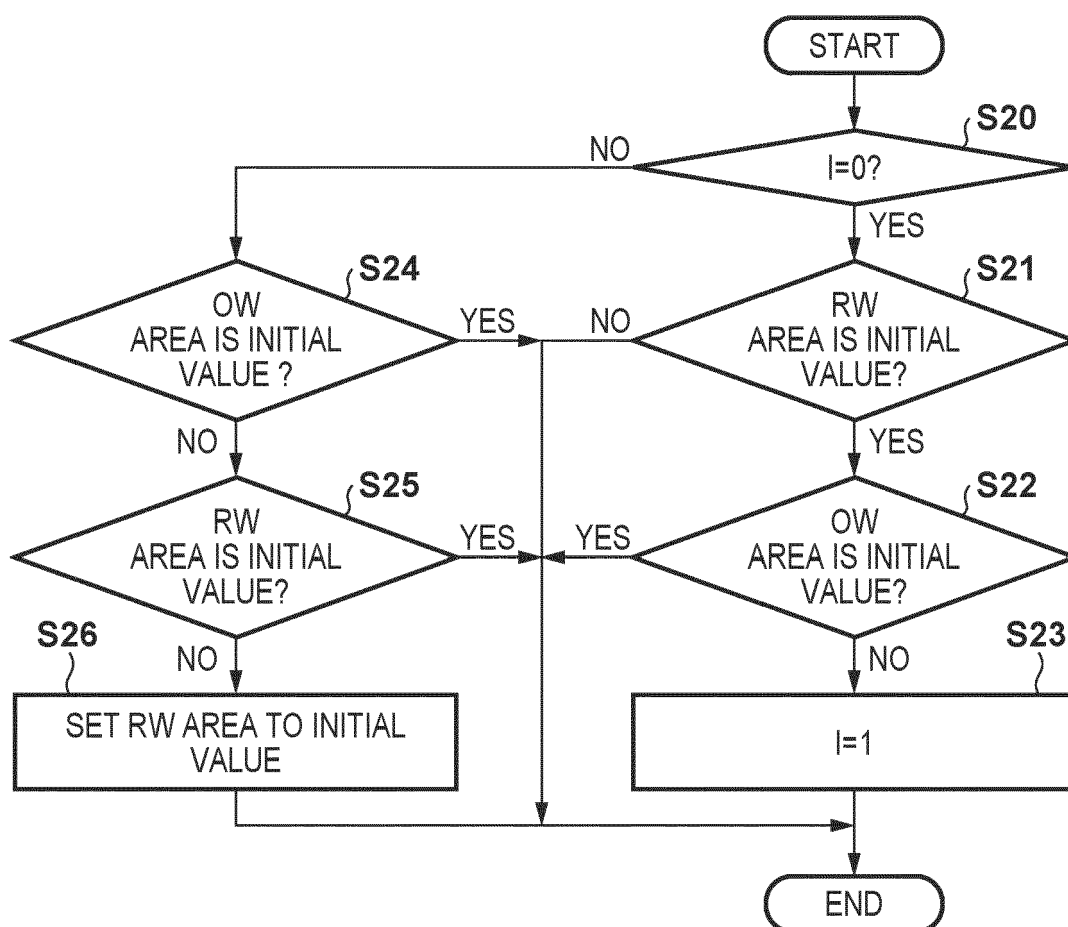 START
S20
NO
I=0?
YES
S24
S21
OW
AREA IS INITIAL
VALUE ?
YES
NO
RW
AREA IS INITIAL
VALUE?
NO
YES
S25
S22
RW
AREA IS INITIAL
VALUE?
YES
YES
OW
AREA IS INITIAL
VALUE?
S26
NO
S23
NO
SET RW AREA TO INITIAL
VALUE
I=1
END